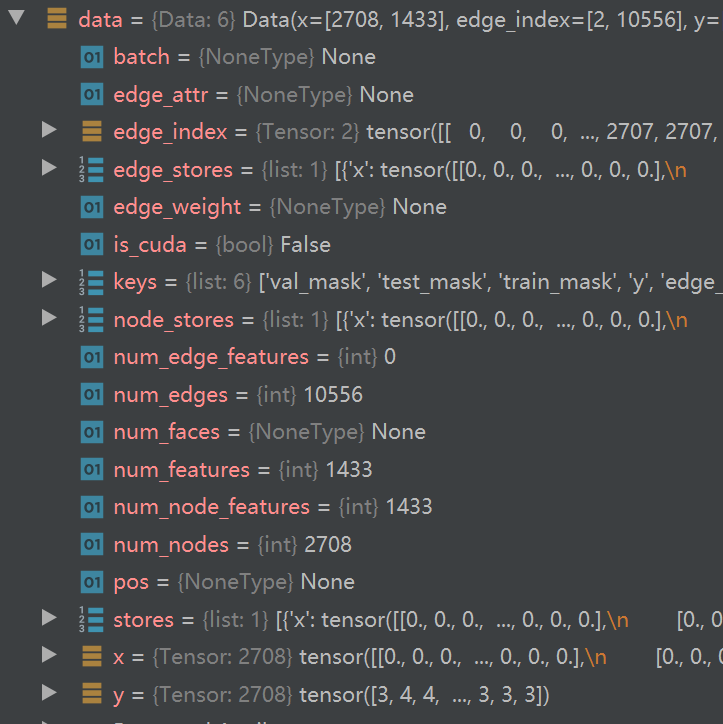 data = {Data: 6} Data(x=[2708, 1433], edge_index=[2, 10556], y=
01 batch = {NoneType} None
01 edge_attr = {NoneType} None
edge_index = {Tensor: 2} tensor([[ 0, 0, 0, ..., 2707, 2707,
123 edge_stores = {list: 1} [{'x': tensor([[0., 0., 0., ..., 0., 0., 0.],\n
01 edge_weight = {NoneType} None
01 is_cuda = {bool} False
123 keys = {list: 6} ['val_mask', 'test_mask', 'train_mask', 'y', 'edge_
123 node_stores = {list: 1} [{'x': tensor([[0., 0., 0., ..., 0., 0., 0.],\n
01 num_edge_features = {int} 0
01 num_edges = {int} 10556
01 num_faces = {NoneType} None
01 num_features = {int} 1433
01 num_node_features = {int} 1433
01 num_nodes = {int} 2708
01 pos = {NoneType} None
123 stores = {list: 1} [{'x': tensor([[0., 0., 0., ..., 0., 0., 0.],\n [0., 0
x = {Tensor: 2708} tensor([[0., 0., 0., ..., 0., 0., 0.],\n [0., 0., 0
y = {Tensor: 2708} tensor([3, 4, 4, ..., 3, 3, 3])